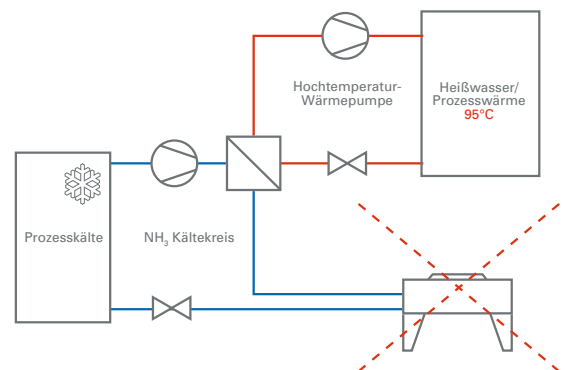 Hochtemperatur-
Wärmepumpe
Heißwasser/
Prozesswärme
95°C
Prozesskälte
NH₃ Kältekreis